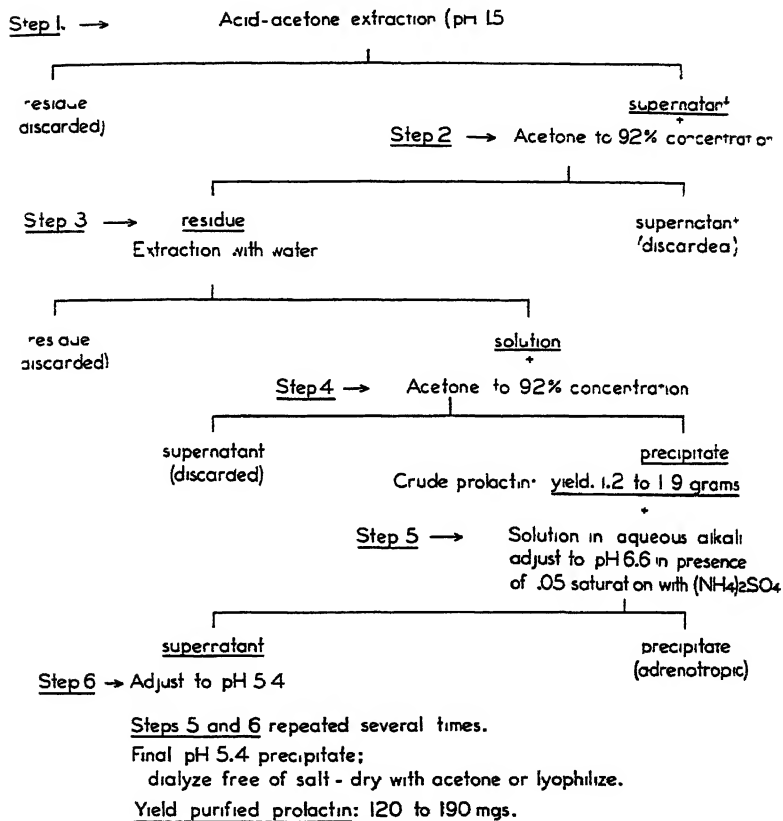 Step 1. → Acid-acetone extraction (pH 1.5
residue
discarded)
supernatant
+
Step 2 → Acetone to 92% concentration
Step 3 → residue
Extraction with water
supernatant
(discarded)
residue
discarded)
solution
+
Step 4 → Acetone to 92% concentration
supernatant
(discarded)
precipitate
Crude prolactin· yield. 1.2 to 1 9 grams
+
Step 5 → Solution in aqueous alkali
adjust to pH 6.6 in presence
of .05 saturation with (NH4)2SO4
supernatant
precipitate
(adrenotropic)
Step 6 → Adjust to pH 5 4
Steps 5 and 6 repeated several times.
Final pH 5.4 precipitate;
dialyze free of salt - dry with acetone or lyophilize.
Yield purified prolactin: 120 to 190 mgs.